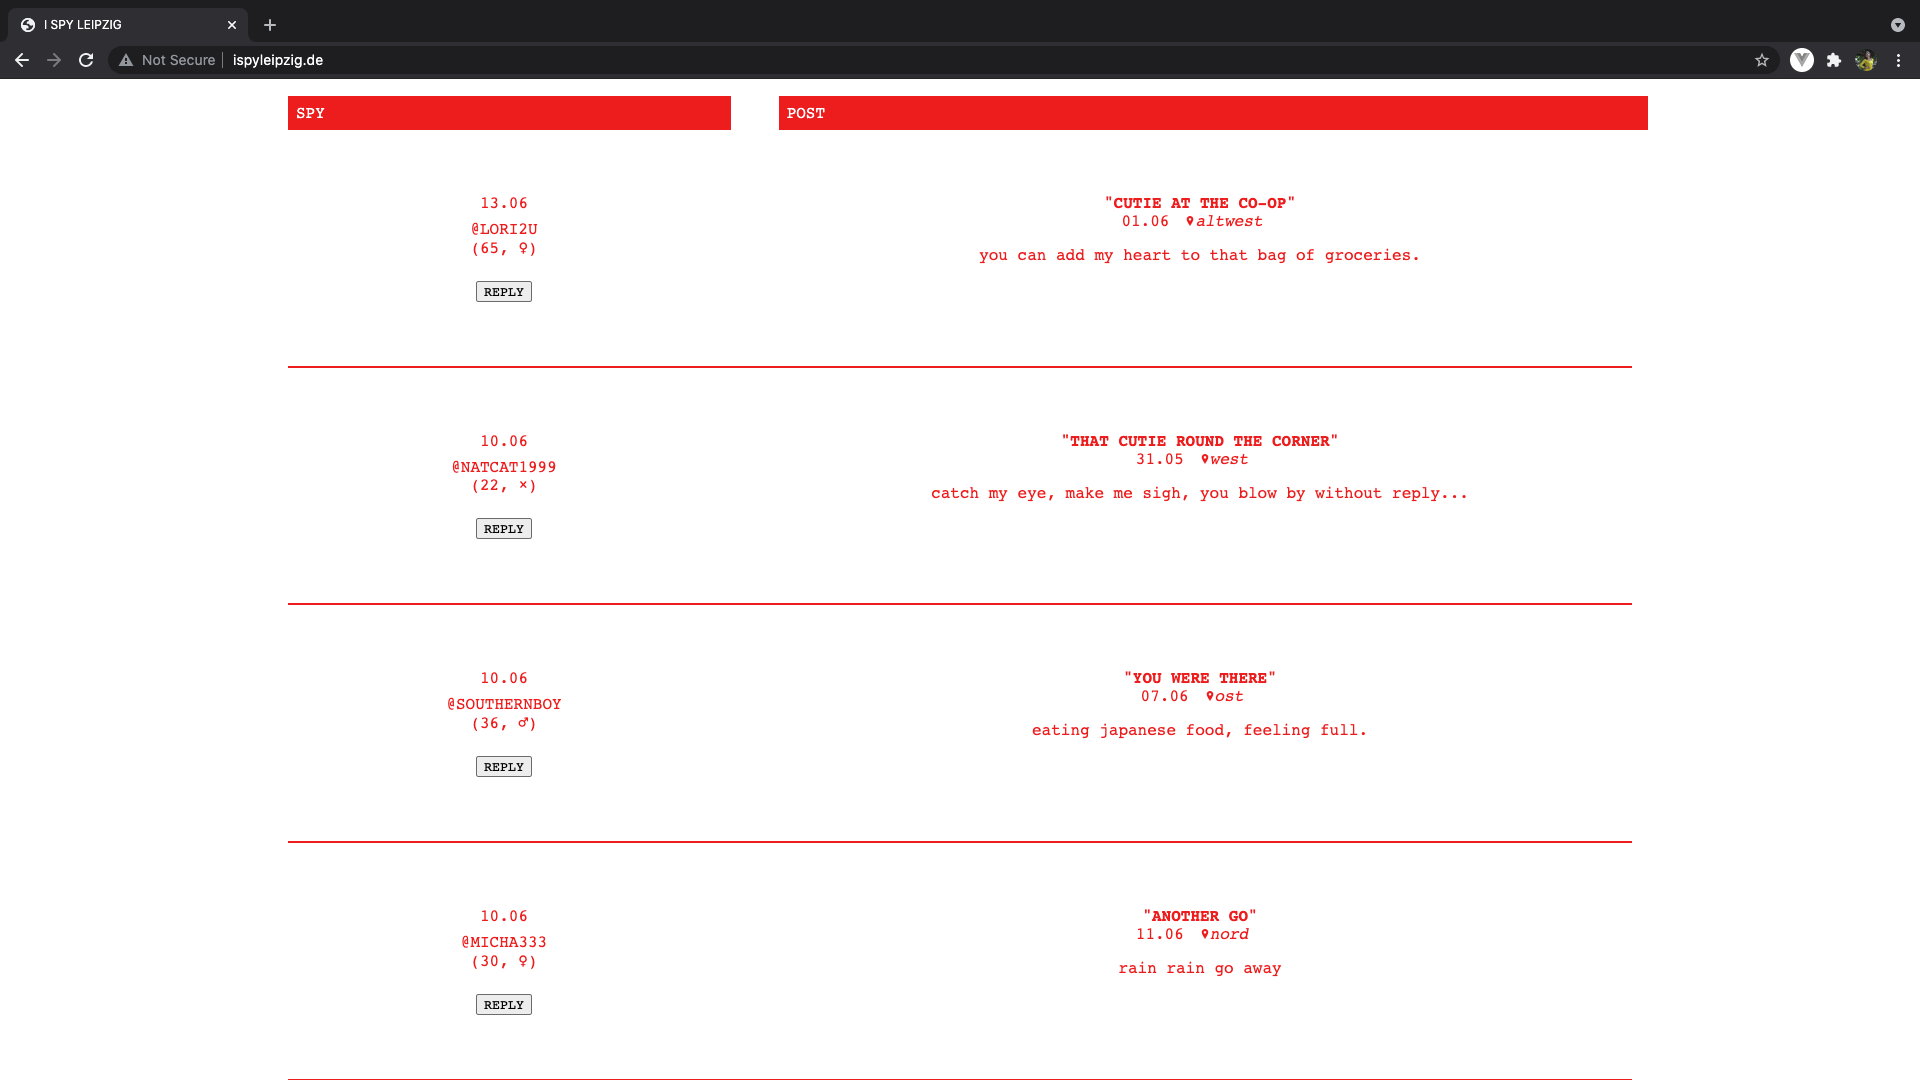 I SPY LEIPZIG
Not Secure
ispyleipzig.de
SPY
POST
13.06
@LORI2U
(65, ♀)
REPLY
"CUTIE AT THE CO-OP"
01.06 altwest
you can add my heart to that bag of groceries.
10.06
@NATCAT1999
(22, ×)
REPLY
"THAT CUTIE ROUND THE CORNER"
31.05 west
catch my eye, make me sigh, you blow by without reply...
10.06
@SOUTHERNBOY
(36, ♂)
REPLY
"YOU WERE THERE"
07.06 ost
eating japanese food, feeling full.
10.06
@MICHA333
(30, ♀)
REPLY
"ANOTHER GO"
11.06 nord
rain rain go away